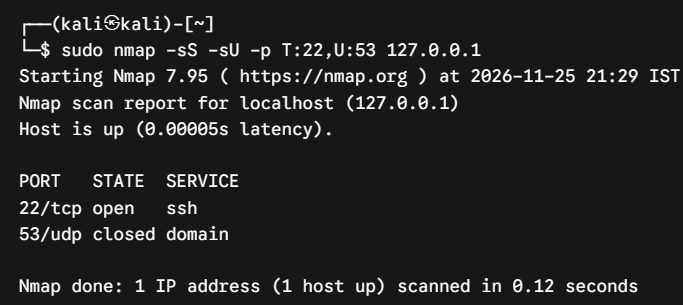 ┌──(kali㉿kali)-[~]
└─$ sudo nmap -sS -sU -p T:22,U:53 127.0.0.1
Starting Nmap 7.95 ( https://nmap.org ) at 2026-11-25 21:29 IST
Nmap scan report for localhost (127.0.0.1)
Host is up (0.00005s latency).

PORT   STATE  SERVICE
22/tcp open   ssh
53/udp closed domain

Nmap done: 1 IP address (1 host up) scanned in 0.12 seconds